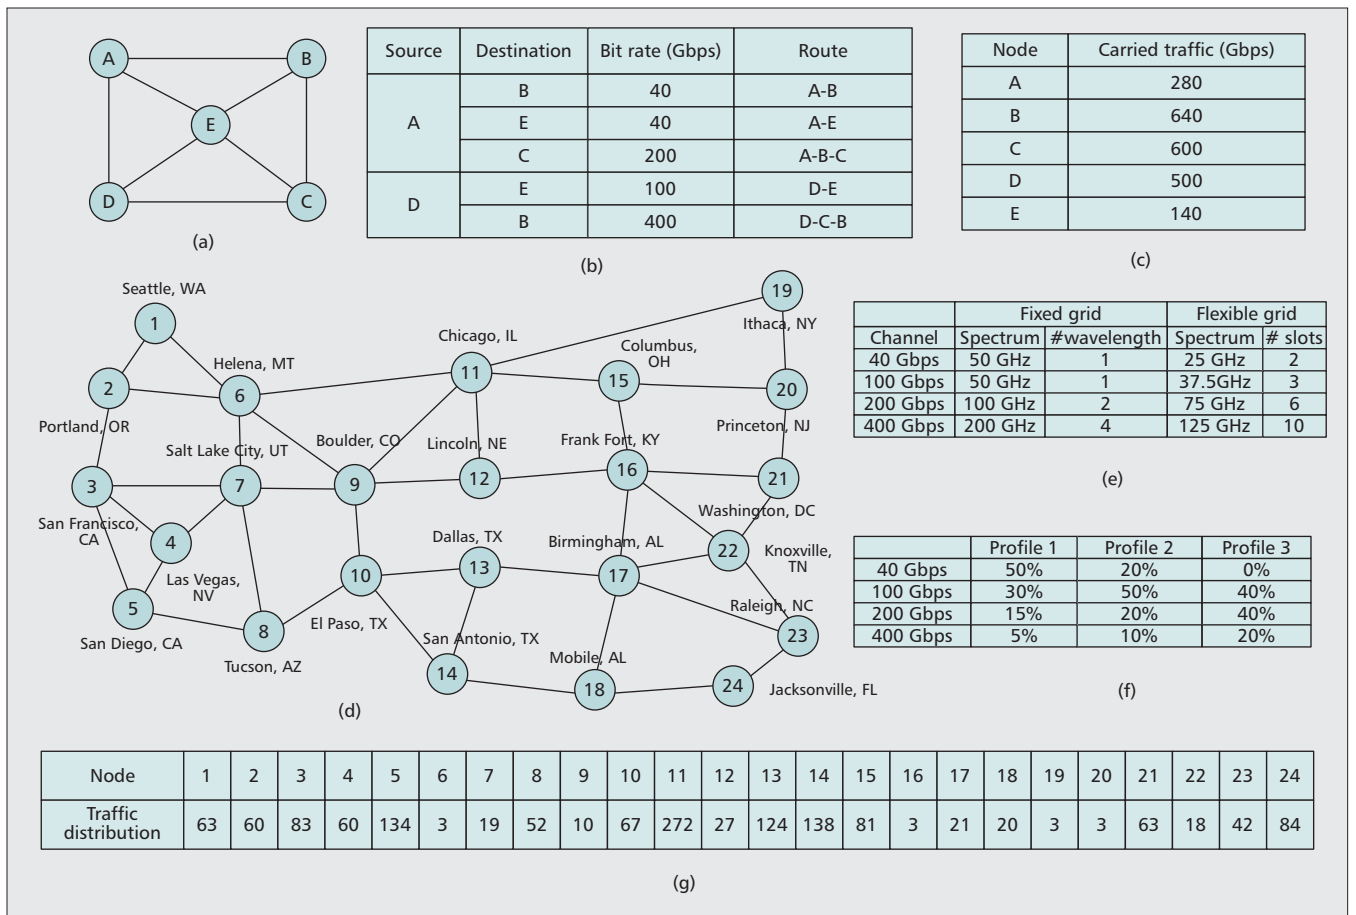 A
B
E
D
C
(a)
Source Destination Bit rate (Gbps) Route
A
B 40 A-B
E 40 A-E
C 200 A-B-C
D
E 100 D-E
B 400 D-C-B
(b)
Node Carried traffic (Gbps)
A 280
B 640
C 600
D 500
E 140
(c)
Seattle, WA
1
Helena, MT
6
2
Portland, OR
Salt Lake City, UT
3
7
San Francisco,
CA
4
Las Vegas,
NV
5
San Diego, CA
8
Tucson, AZ
Boulder, CO
9
10
El Paso, TX
Chicago, IL
11
Lincoln, NE
12
Dallas, TX
13
San Antonio, TX
14
Columbus,
OH
15
Frank Fort, KY
16
Birmingham, AL
17
Mobile, AL
18
19
Ithaca, NY
20
Princeton, NJ
21
Washington, DC
22
Knoxville,
TN
Raleigh, NC
23
24
Jacksonville, FL
(d)
Fixed grid Flexible grid
Channel Spectrum #wavelength Spectrum # slots
40 Gbps 50 GHz 1 25 GHz 2
100 Gbps 50 GHz 1 37.5GHz 3
200 Gbps 100 GHz 2 75 GHz 6
400 Gbps 200 GHz 4 125 GHz 10
(e)
Profile 1 Profile 2 Profile 3
40 Gbps 50% 20% 0%
100 Gbps 30% 50% 40%
200 Gbps 15% 20% 40%
400 Gbps 5% 10% 20%
(f)
Node 1 2 3 4 5 6 7 8 9 10 11 12 13 14 15 16 17 18 19 20 21 22 23 24
Traffic
distribution 63 60 83 60 134 3 19 52 10 67 272 27 124 138 81 3 21 20 3 3 63 18 42 84
(g)